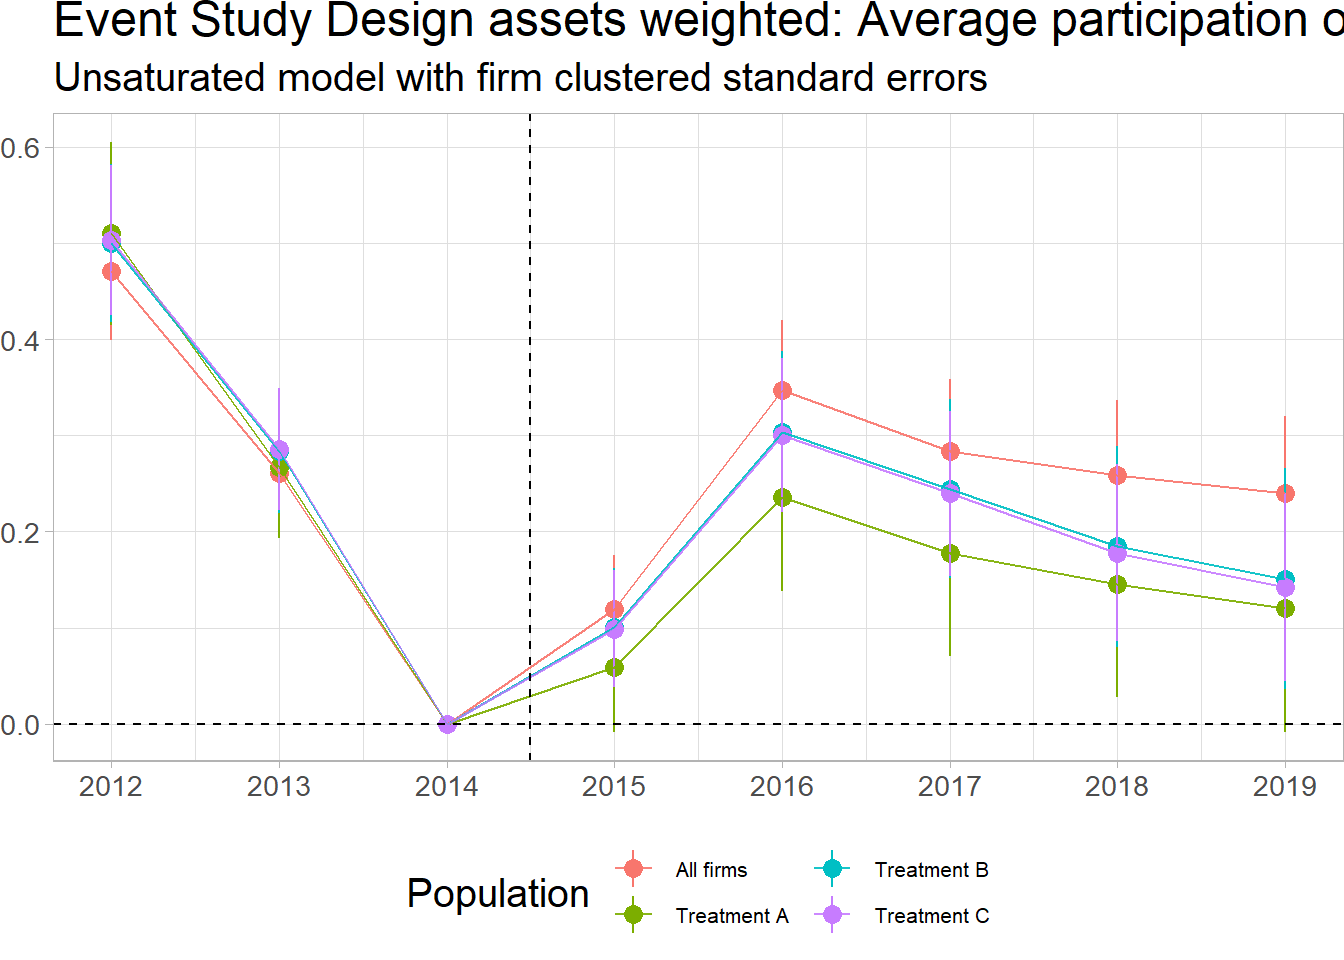 Event Study Design assets weighted: Average participation
Unsaturated model with firm clustered standard errors
0.6
0.4
0.2
0.0
2012 2013 2014 2015 2016 2017 2018 2019
Population
All firms
Treatment A
Treatment B
Treatment C